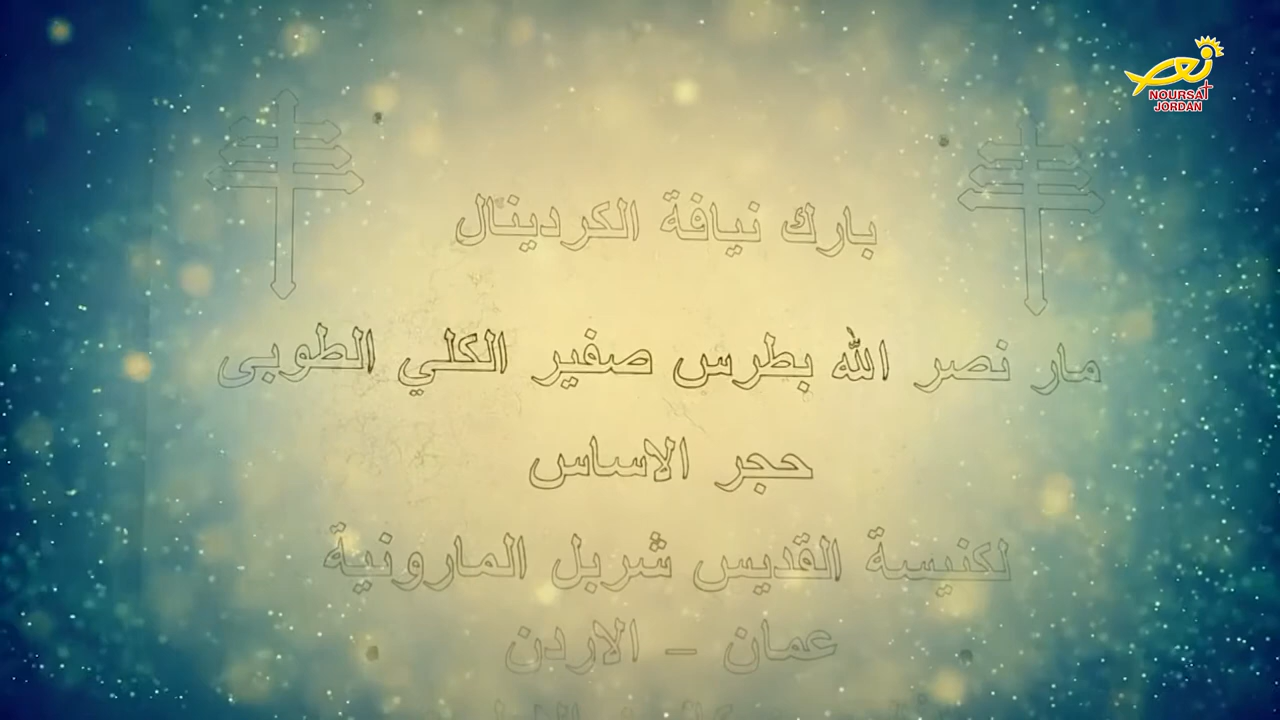 NOURSAT
JORDAN
بارك نيافة الكردينال
مار نصر الله بطرس صفير الكلي الطوبى
حجر الاساس
لكنيسة القديس شربل المارونية
عمان – الاردن